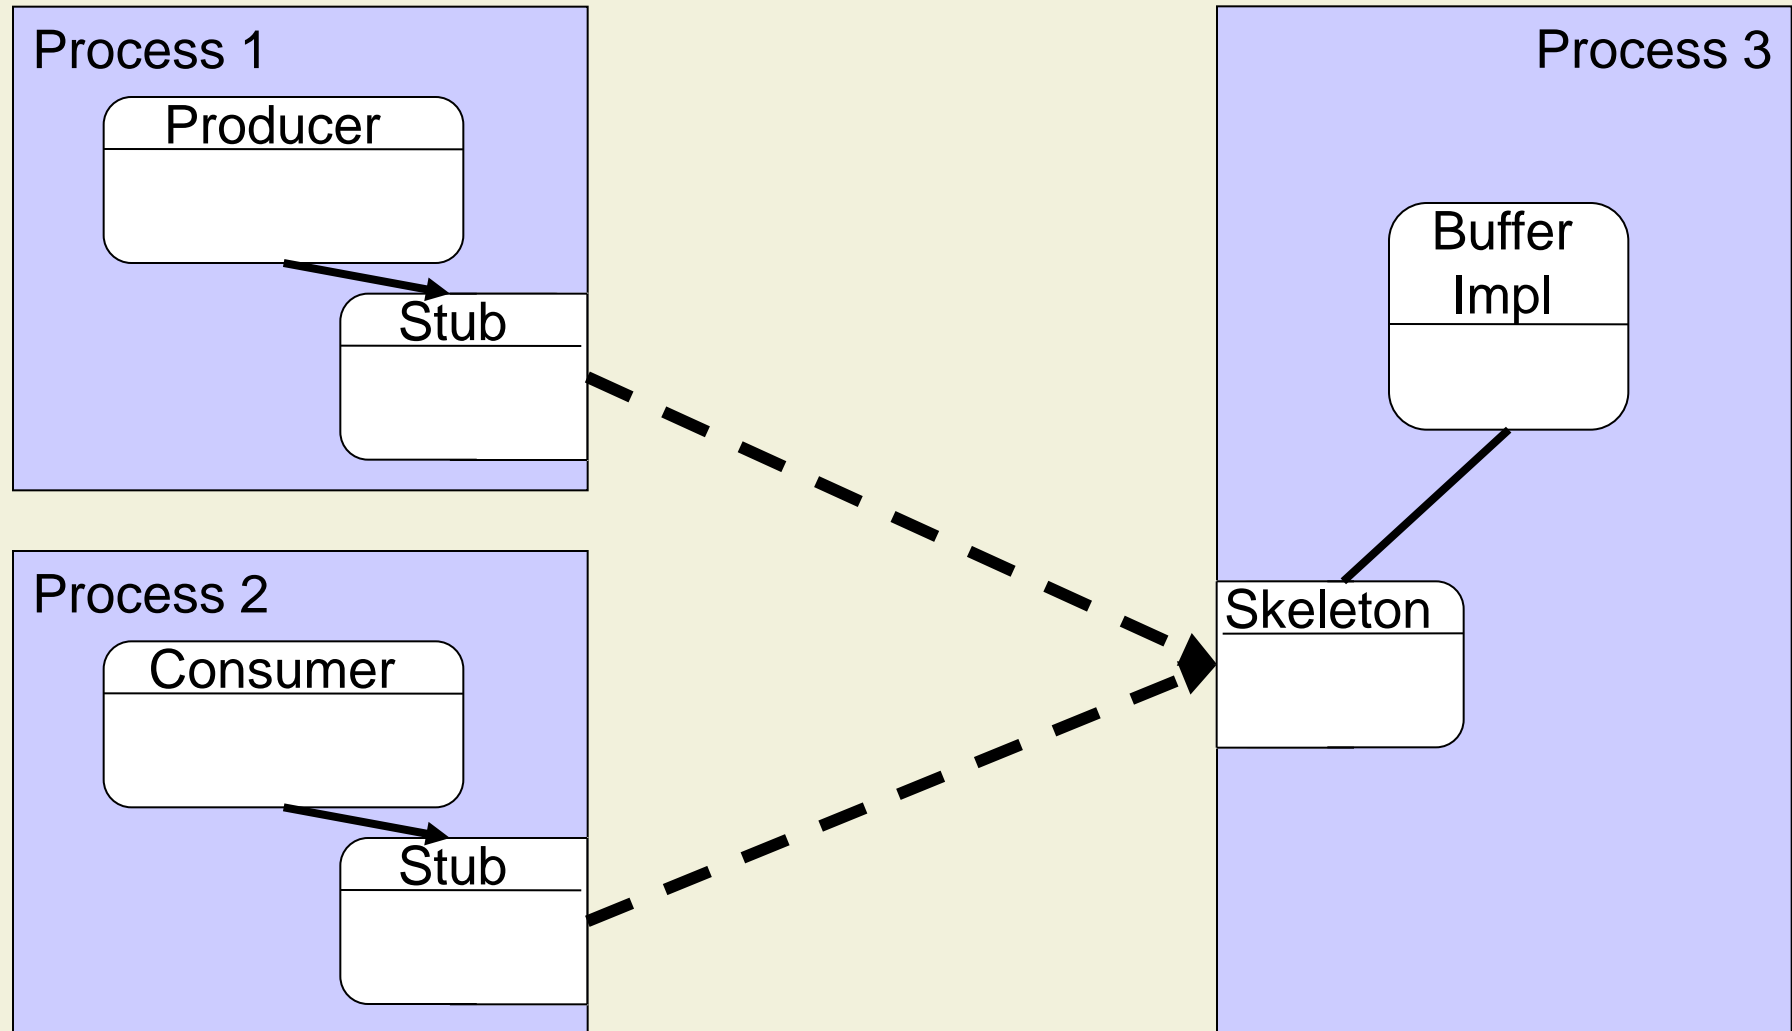 Process 1
Producer
Stub
Process 2
Consumer
Stub
Process 3
Buffer
Impl
Skeleton